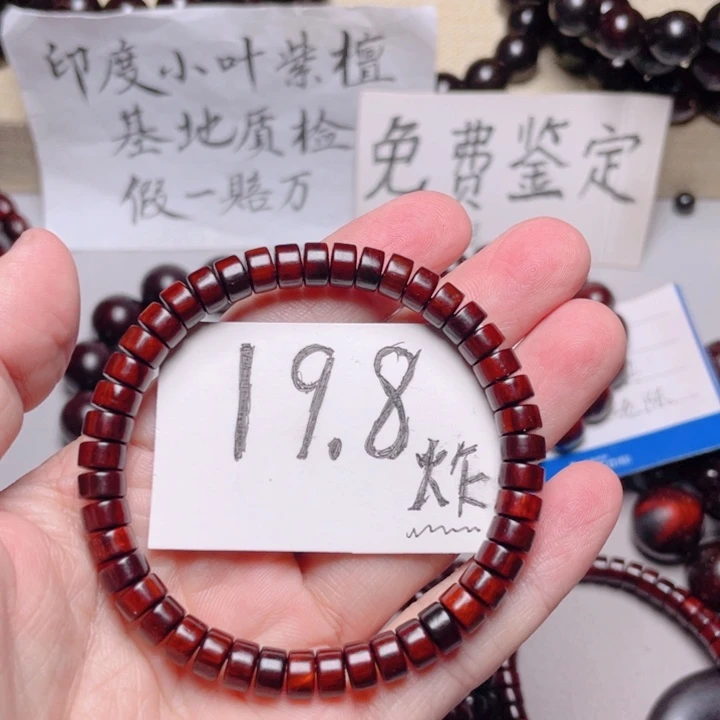 印度小叶紫檀
基地质检
假一赔万
免费鉴定
19.8
炸